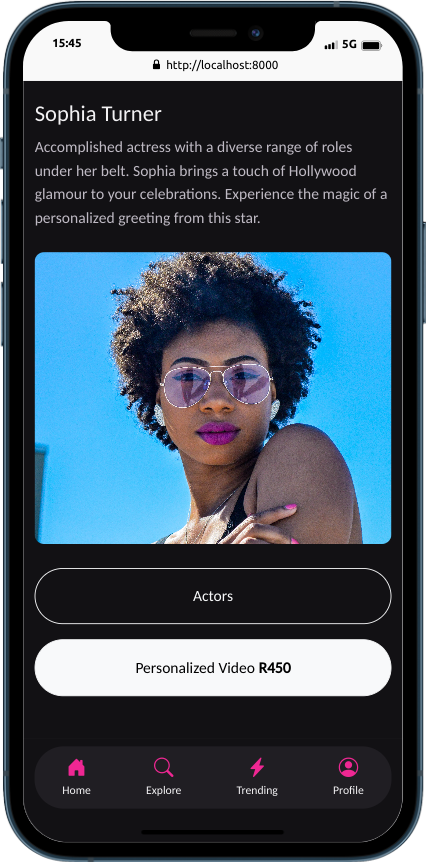 15:45
5G
http://localhost:8000
Sophia Turner
Accomplished actress with a diverse range of roles
under her belt. Sophia brings a touch of Hollywood
glamour to your celebrations. Experience the magic of a
personalized greeting from this star.
Actors
Personalized Video R450
Home
Explore
Trending
Profile